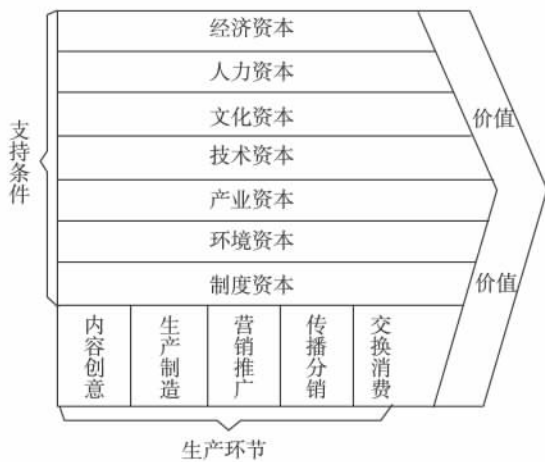 经济资本
人力资本
文化资本
技术资本
产业资本
环境资本
制度资本
支持条件
价值
价值
内容创意
生产制造
营销推广
传播分销
交换消费
生产环节